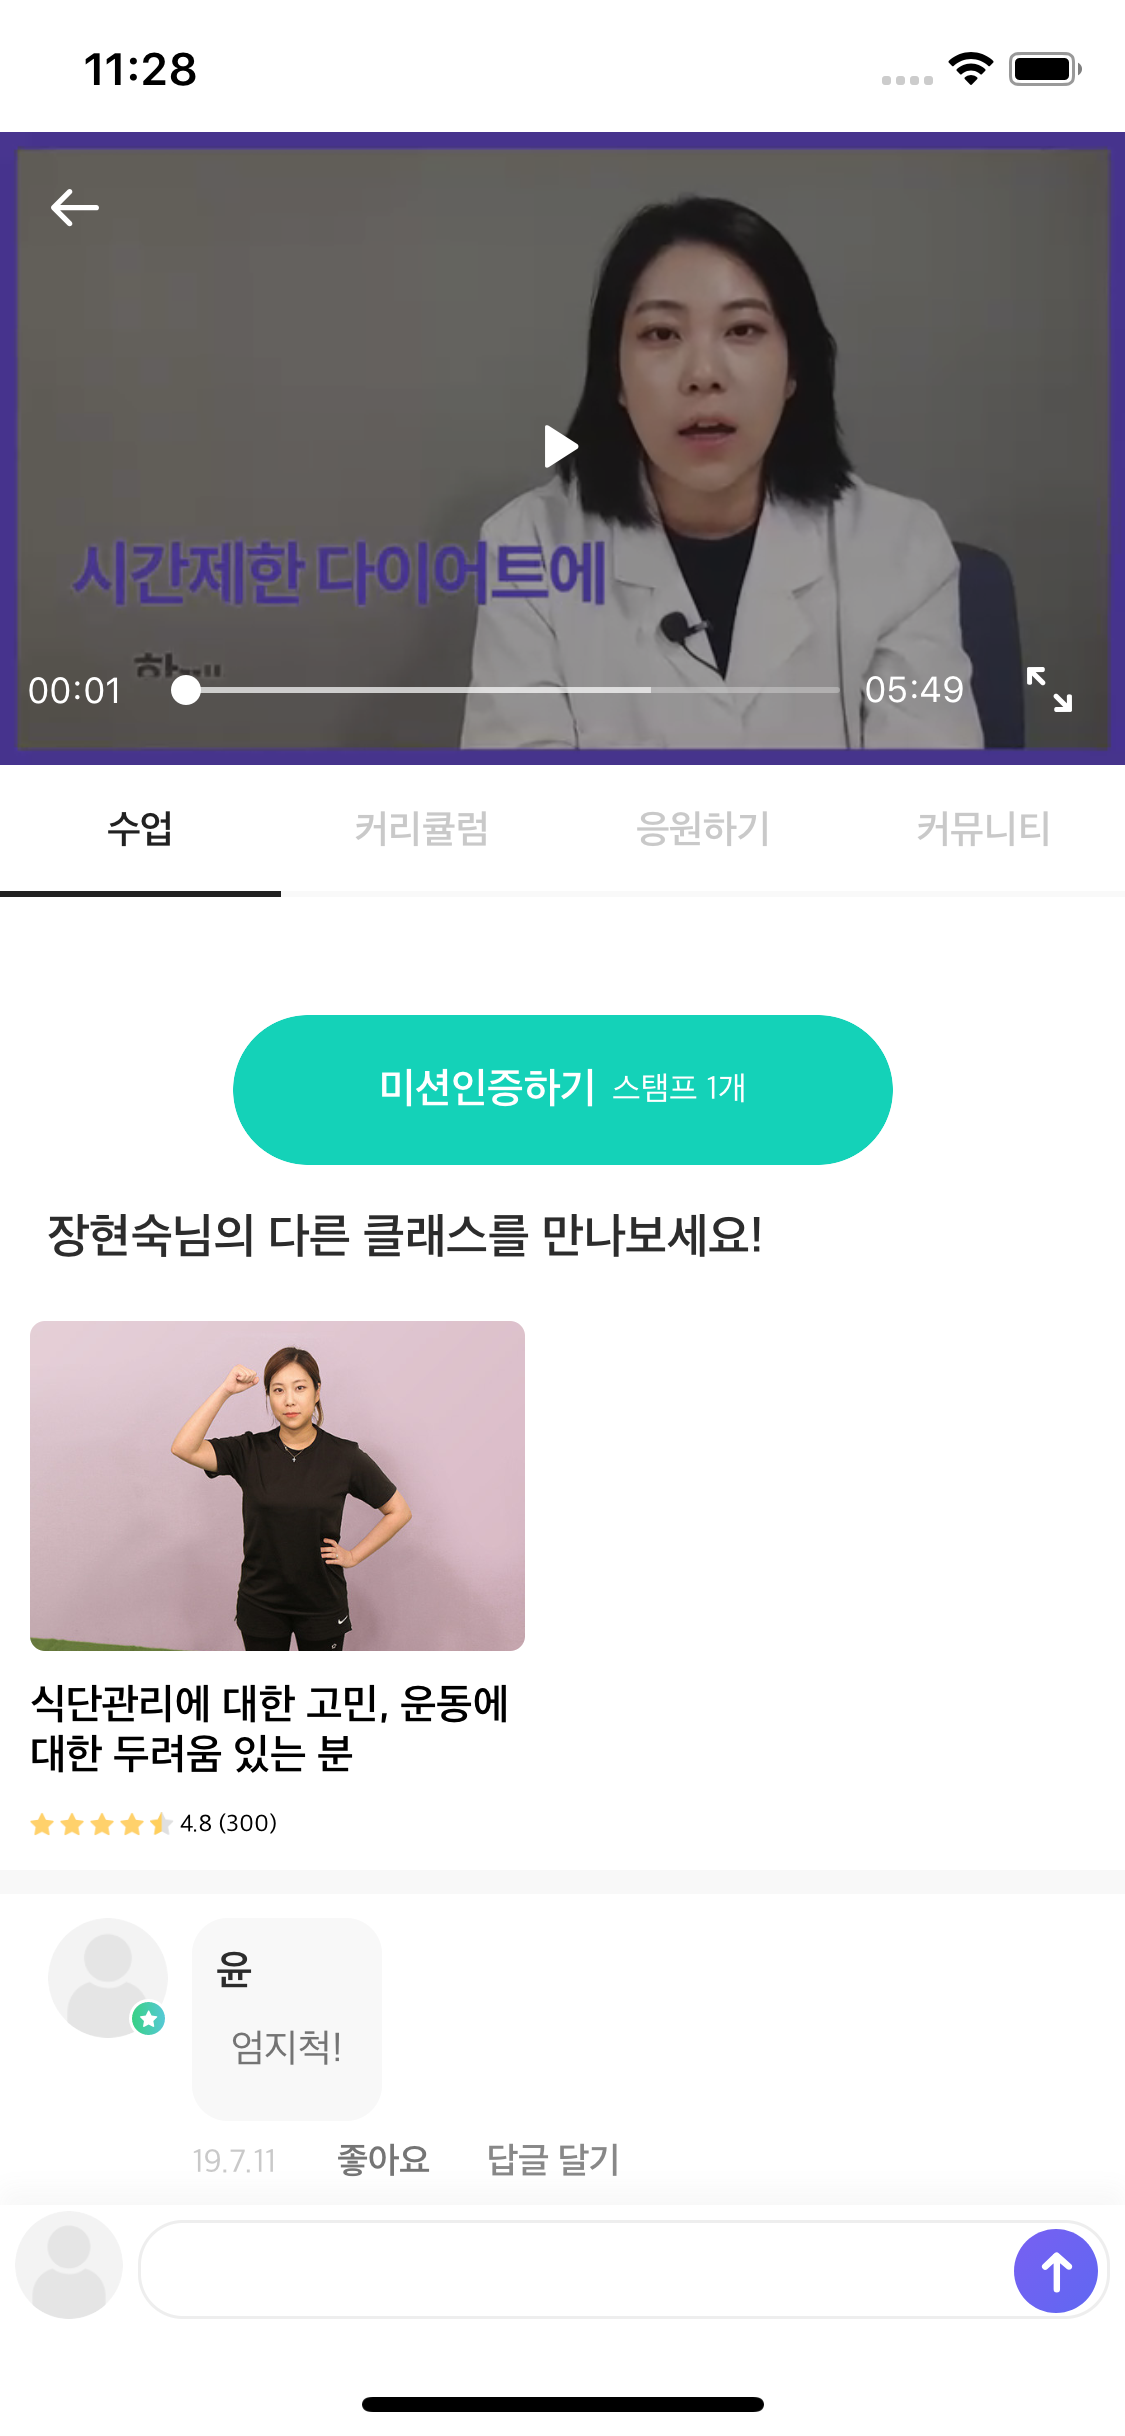 11:28
시간제한 다이어트에
00:01
05:49
수업
커리큘럼
응원하기
커뮤니티
미션인증하기 스탬프 1개
장현숙님의 다른 클래스를 만나보세요!
식단관리에 대한 고민, 운동에
대한 두려움 있는 분
4.8 (300)
윤
엄지척!
19.7.11 좋아요 답글 달기